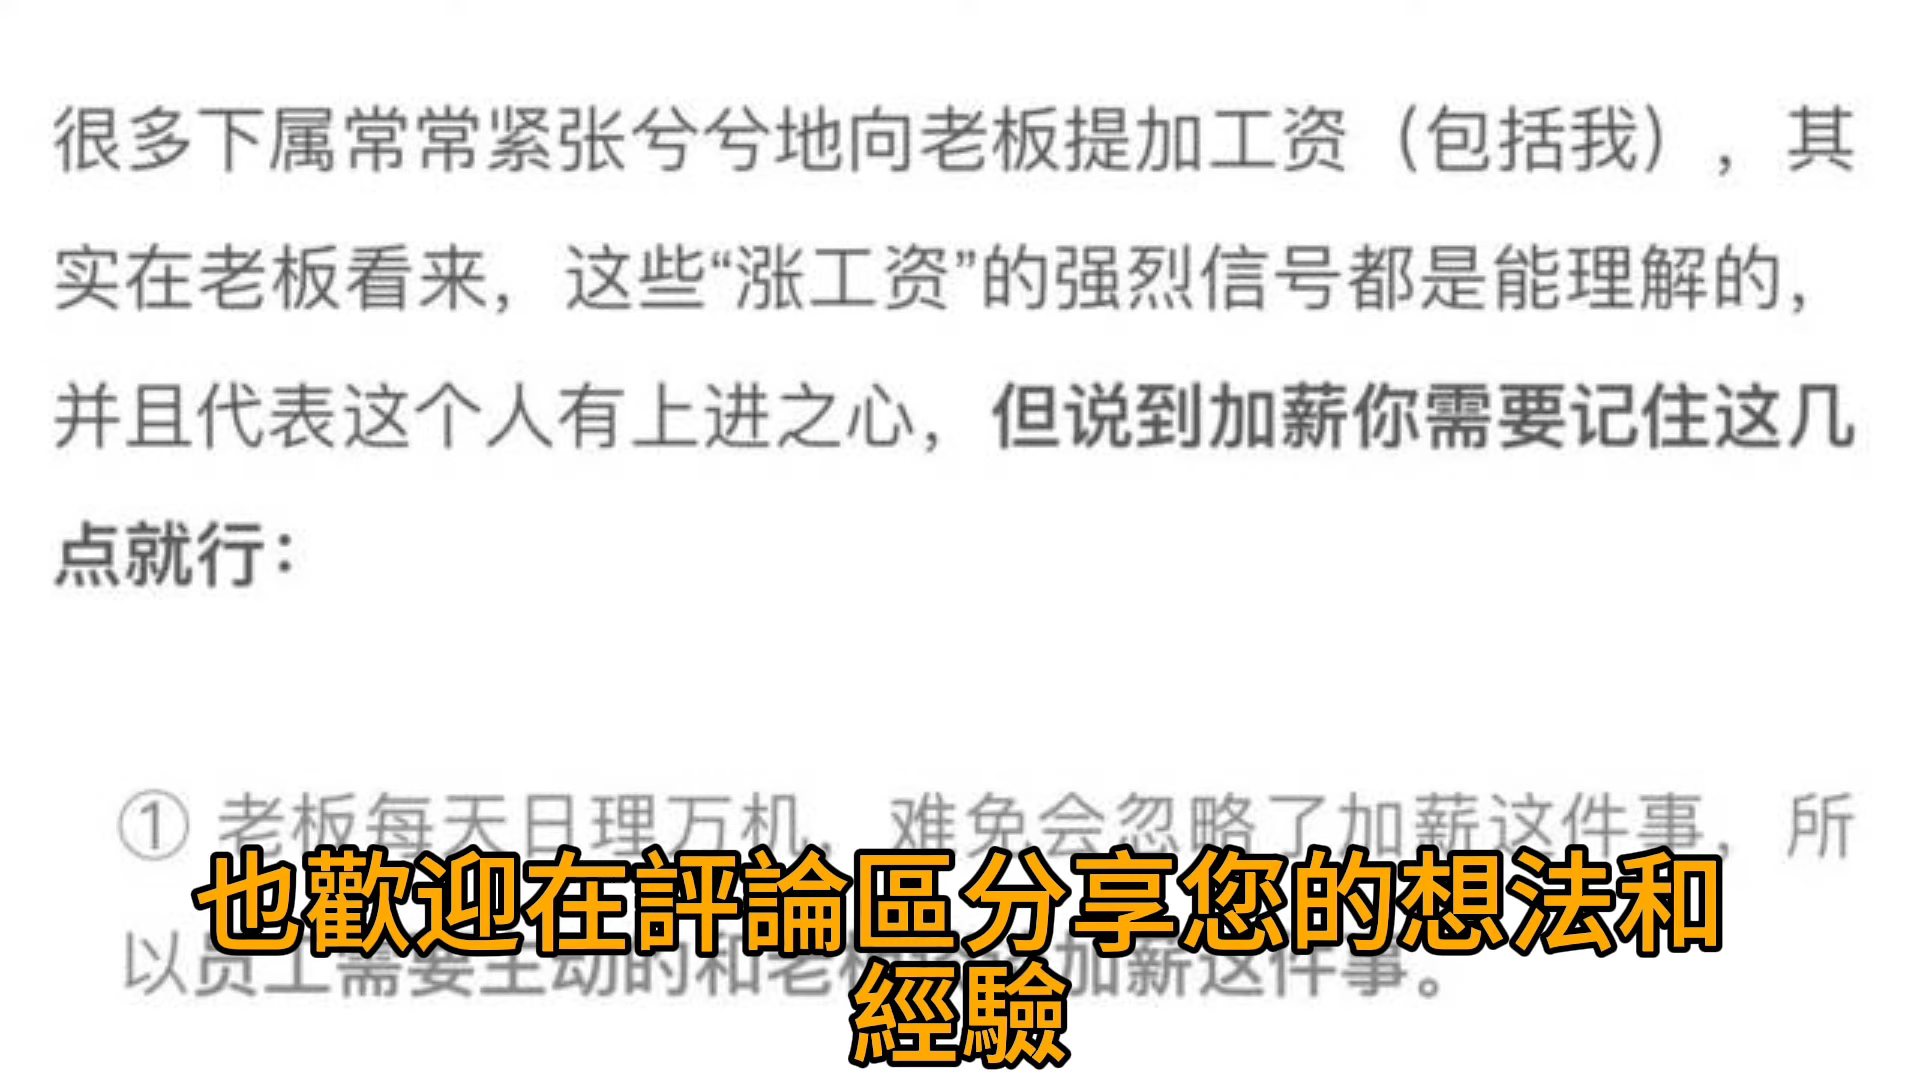 很多下属常常紧张兮兮地向老板提加工资（包括我），其
实在老板看来，这些“涨工资”的强烈信号都是能理解的，
并且代表这个人有上进之心，但说到加薪你需要记住这几
点就行：
① 老板每天日理万机，难免会忽略了加薪这件事，所
也歡迎在評論區分享您的想法和
以员工需要主动的和老板 加薪这件事。
經驗